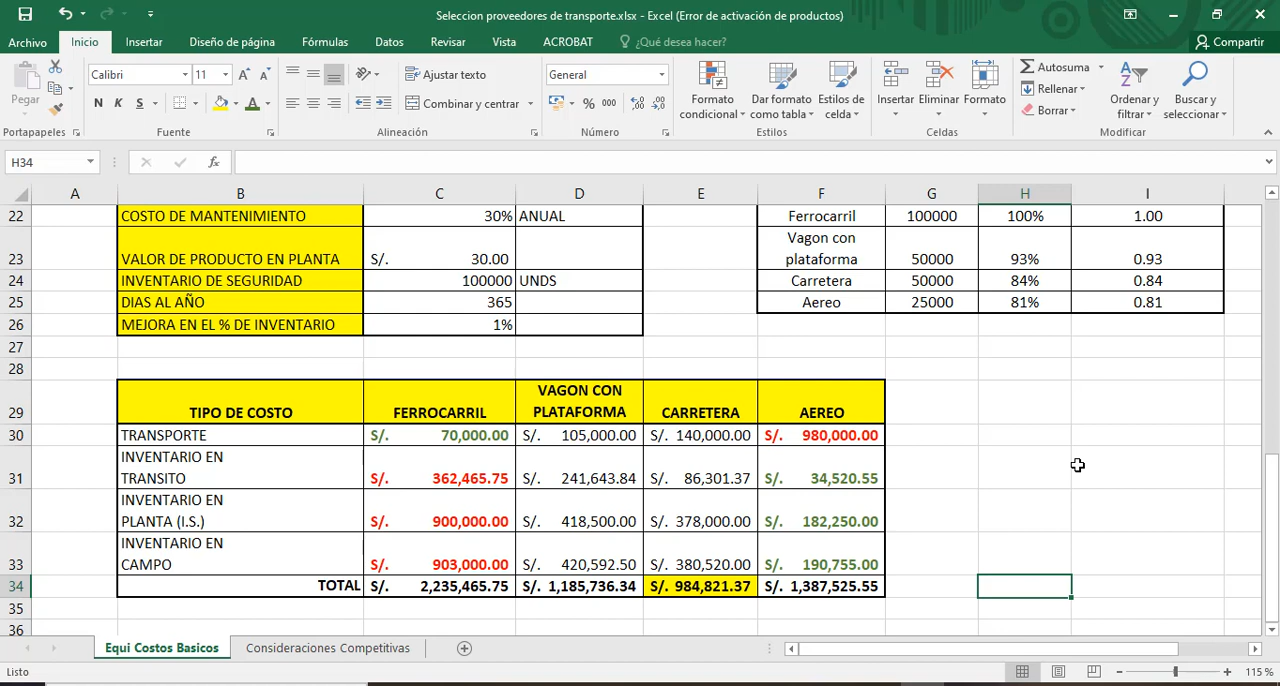 Seleccion proveedores de transporte.xlsx - Excel (Error de activación de productos)
Archivo Inicio Insertar Diseño de página Fórmulas Datos Revisar Vista ACROBAT ¿Qué desea hacer? Compartir
Pegar
Calibri 11
N K S
Ajustar texto
Combinar y centrar
General
% 000
Formato condicional
Dar formato como tabla
Estilos de celda
Insertar Eliminar Formato
Autosuma
Rellenar
Borrar
Ordenar y filtrar
Buscar y seleccionar
Portapapeles Fuente Alineación Número Estilos Celdas Modificar
H34 fx
A B C D E F G H I
22 COSTO DE MANTENIMIENTO 30% ANUAL Ferrocarril 100000 100% 1.00
23 VALOR DE PRODUCTO EN PLANTA S/. 30.00 Vagon con plataforma 50000 93% 0.93
24 INVENTARIO DE SEGURIDAD 100000 UNDS Carretera 50000 84% 0.84
25 DIAS AL AÑO 365 Aereo 25000 81% 0.81
26 MEJORA EN EL % DE INVENTARIO 1%
27
28
29 TIPO DE COSTO FERROCARRIL VAGON CON PLATAFORMA CARRETERA AEREO
30 TRANSPORTE S/. 70,000.00 S/. 105,000.00 S/. 140,000.00 S/. 980,000.00
31 INVENTARIO EN TRANSITO S/. 362,465.75 S/. 241,643.84 S/. 86,301.37 S/. 34,520.55
32 INVENTARIO EN PLANTA (I.S.) S/. 900,000.00 S/. 418,500.00 S/. 378,000.00 S/. 182,250.00
33 INVENTARIO EN CAMPO S/. 903,000.00 S/. 420,592.50 S/. 380,520.00 S/. 190,755.00
34 TOTAL S/. 2,235,465.75 S/. 1,185,736.34 S/. 984,821.37 S/. 1,387,525.55
35
36
Equi Costos Basicos Consideraciones Competitivas
Listo 115 %